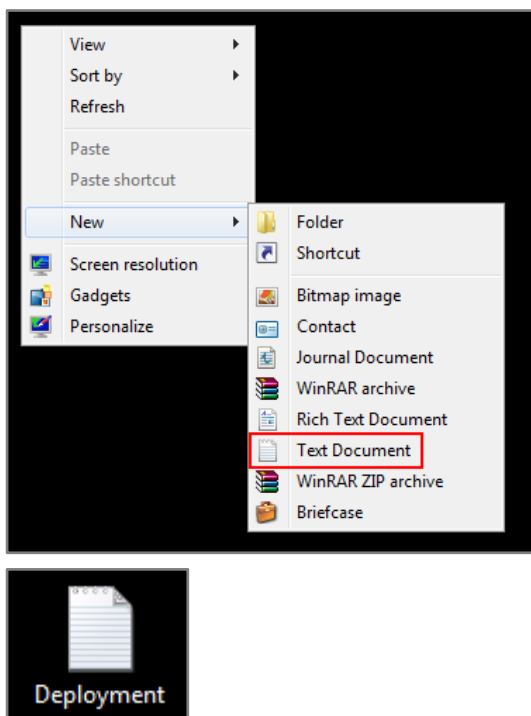 View
Sort by
Refresh
Paste
Paste shortcut
New
Screen resolution
Gadgets
Personalize
Folder
Shortcut
Bitmap image
Contact
Journal Document
WinRAR archive
Rich Text Document
Text Document
WinRAR ZIP archive
Briefcase
Deployment